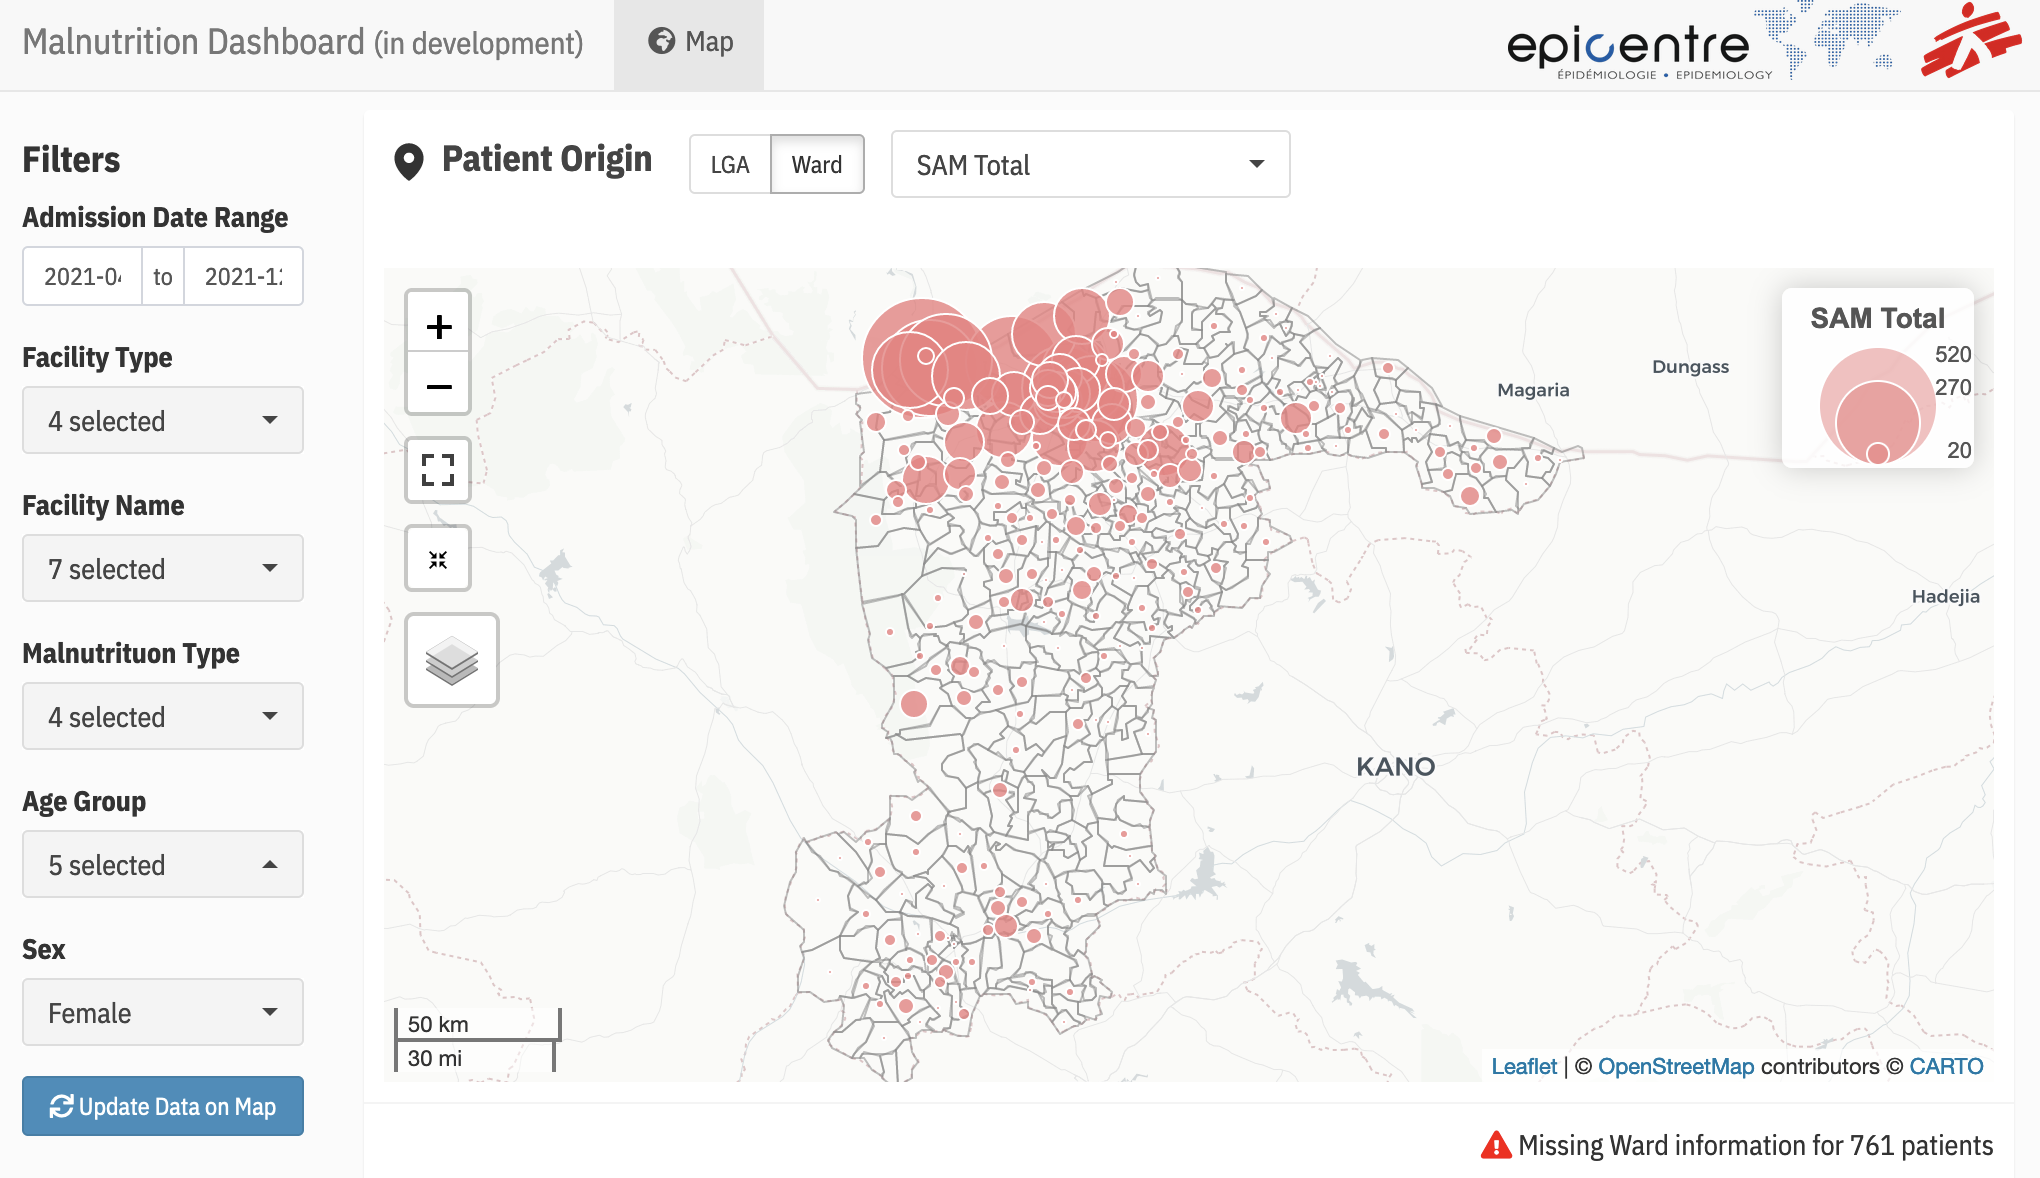 Malnutrition Dashboard (in development)
Map
epicentre
ÉPIDÉMIOLOGIE • EPIDEMIOLOGY
Filters
Admission Date Range
2021-04 to 2021-12
Facility Type
4 selected
Facility Name
7 selected
Malnutrituon Type
4 selected
Age Group
5 selected
Sex
Female
Update Data on Map
Patient Origin
LGA
Ward
SAM Total
+
−
SAM Total
520
270
20
Dungass
Magaria
Hadejia
KANO
50 km
30 mi
Leaflet | © OpenStreetMap contributors © CARTO
Missing Ward information for 761 patients